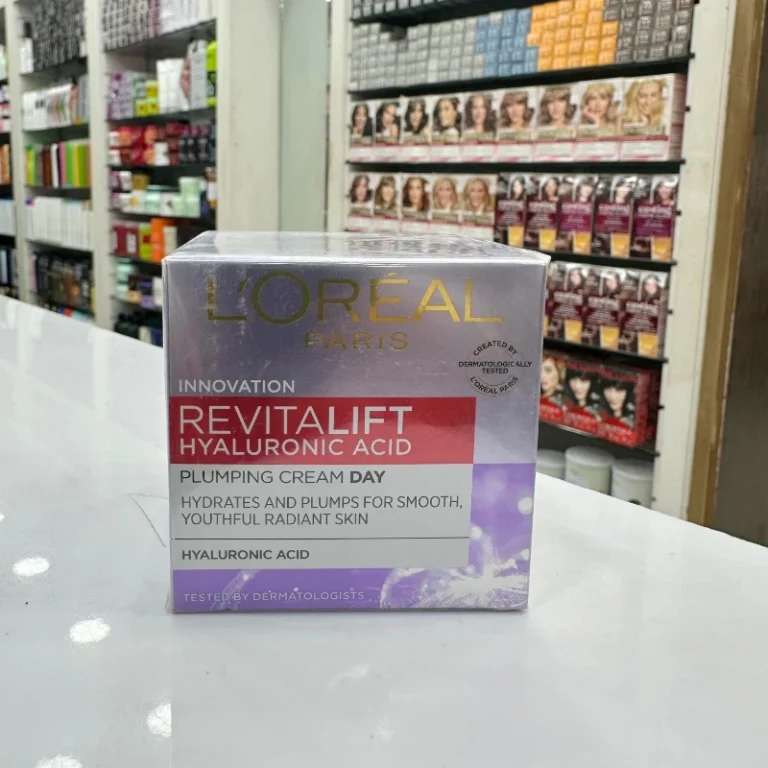 L'ORÉAL
PARIS
CREATED BY
DERMATOLOGICALLY
TESTED
L'ORÉAL PARIS
INNOVATION
REVITALIFT
HYALURONIC ACID
PLUMPING CREAM DAY
HYDRATES AND PLUMPS FOR SMOOTH,
YOUTHFUL RADIANT SKIN
HYALURONIC ACID
TESTED BY DERMATOLOGISTS